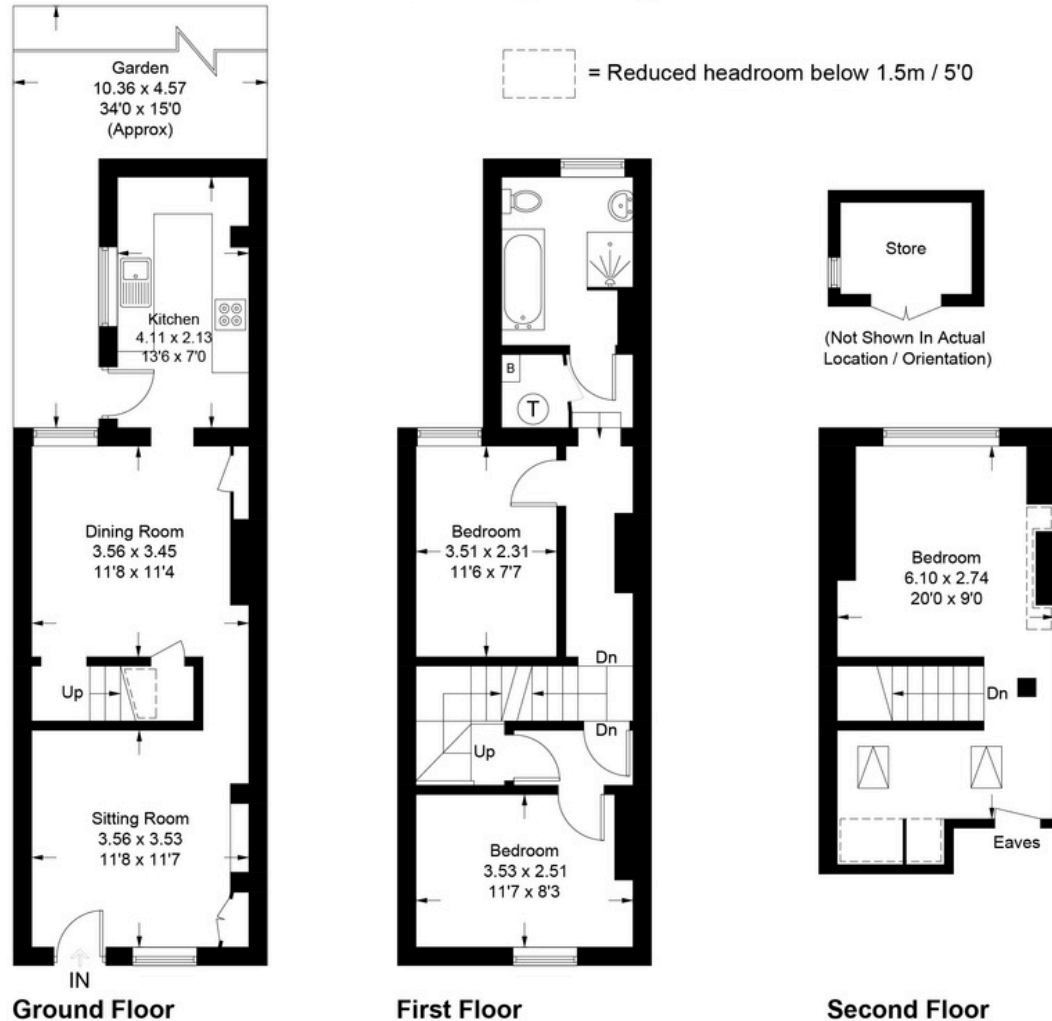 = Reduced headroom below 1.5m / 5'0
Garden
10.36 x 4.57
34'0 x 15'0
(Approx)
Kitchen
4.11 x 2.13
13'6 x 7'0
Dining Room
3.56 x 3.45
11'8 x 11'4
Up
Sitting Room
3.56 x 3.53
11'8 x 11'7
IN
Ground Floor
B
T
Bedroom
3.51 x 2.31
11'6 x 7'7
Dn
Dn
Up
Bedroom
3.53 x 2.51
11'7 x 8'3
First Floor
Store
(Not Shown In Actual
Location / Orientation)
Bedroom
6.10 x 2.74
20'0 x 9'0
Dn
Eaves
Second Floor